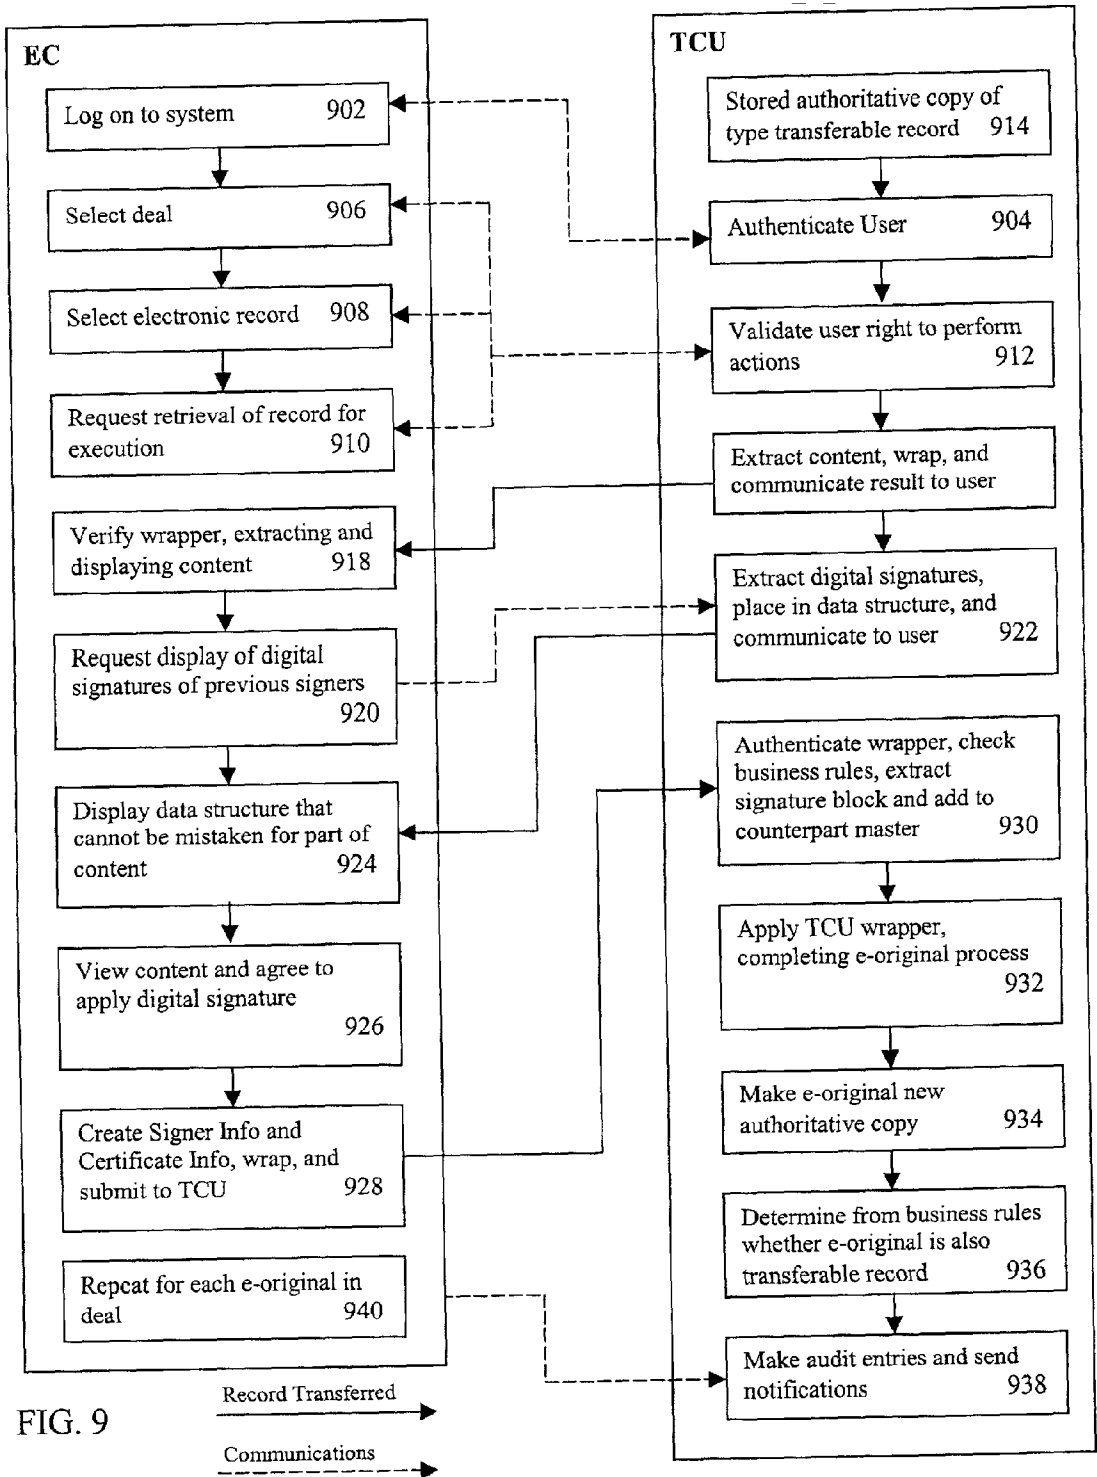 EC
Log on to system 902
Select deal 906
Select electronic record 908
Request retrieval of record for
execution 910
Verify wrapper, extracting and
displaying content 918
Request display of digital
signatures of previous signers
920
Display data structure that
cannot be mistaken for part of
content 924
View content and agree to
apply digital signature
926
Create Signer Info and
Certificate Info, wrap, and
submit to TCU 928
Repeat for each e-original in
deal 940
TCU
Stored authoritative copy of
type transferable record 914
Authenticate User 904
Validate user right to perform
actions 912
Extract content, wrap, and
communicate result to user
Extract digital signatures,
place in data structure, and
communicate to user 922
Authenticate wrapper, check
business rules, extract
signature block and add to
counterpart master 930
Apply TCU wrapper,
completing e-original process
932
Make e-original new
authoritative copy 934
Determine from business rules
whether e-original is also
transferable record 936
Make audit entries and send
notifications 938
Record Transferred
FIG. 9
Communications